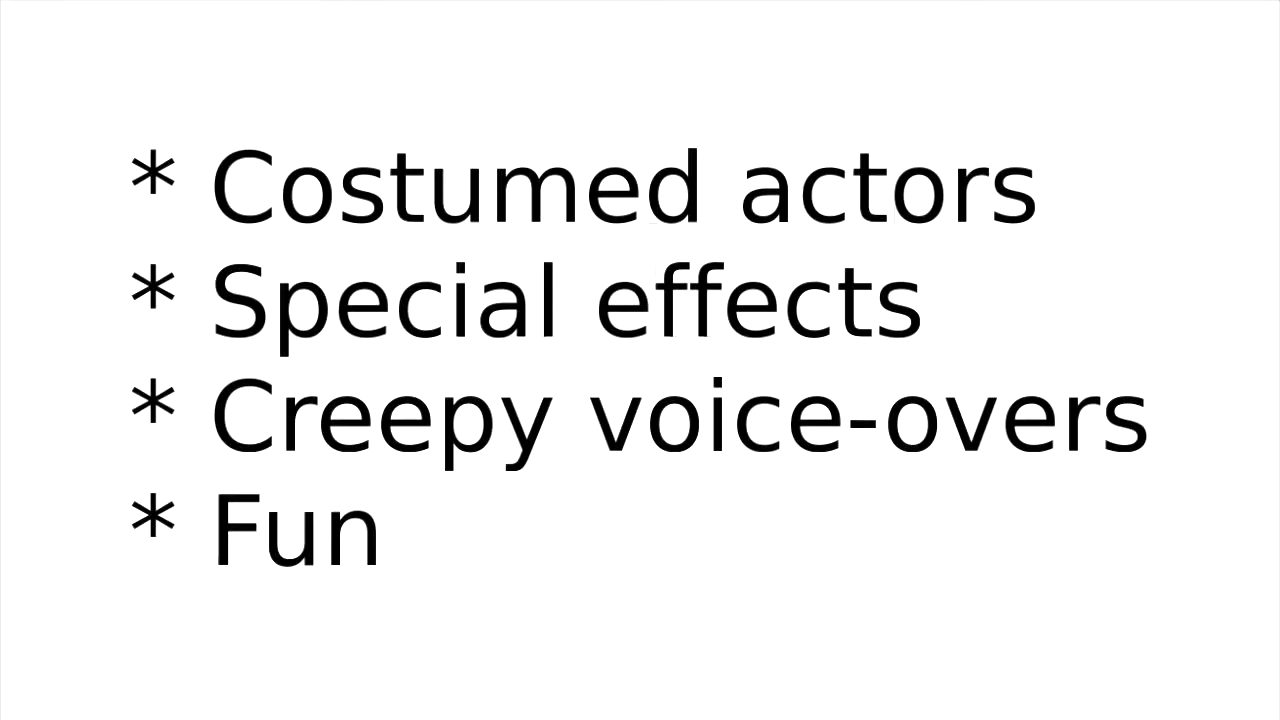 * Costumed actors
* Special effects
* Creepy voice-overs
* Fun